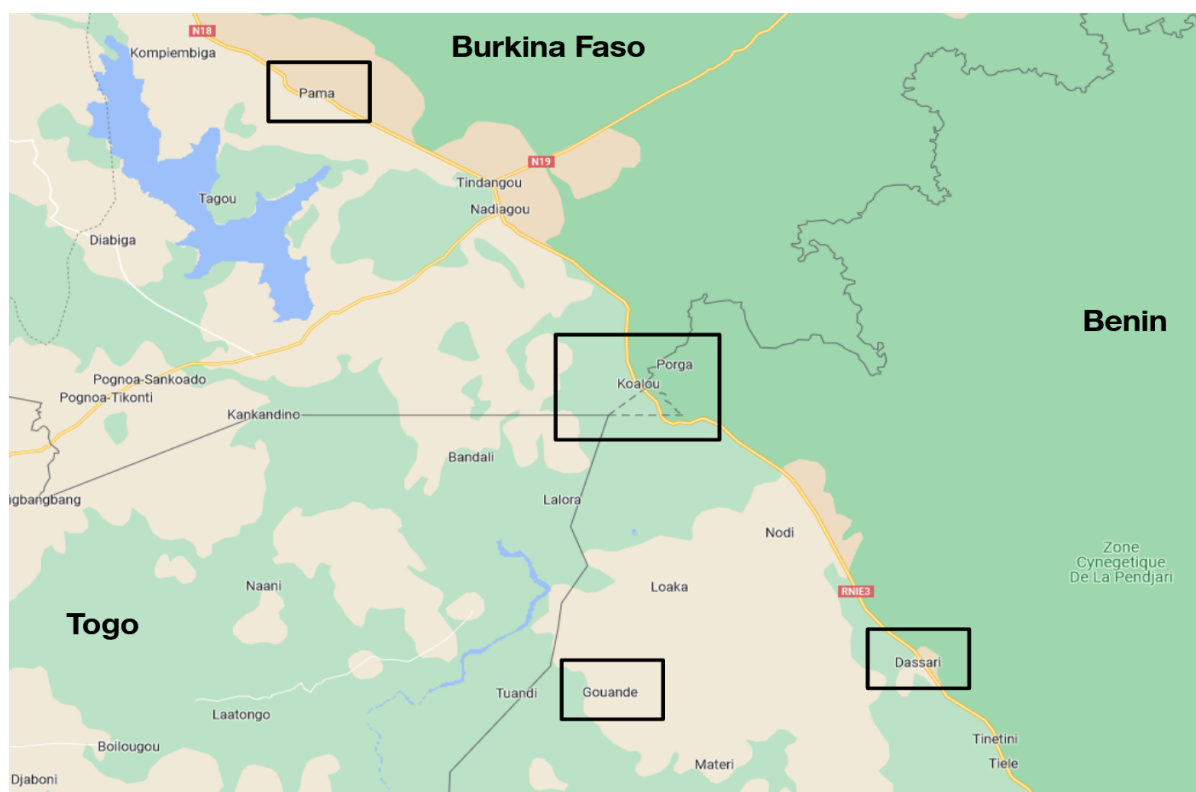 N18
Burkina Faso
Kompiembiga
Pama
N19
Tindangou
Tagou
Nadiagou
Diabiga
Benin
Porga
Pognoa-Sankoado
Koalou
Pognoa-Tikonti
Kankandino
Bandali
igbangbang
Lalora
Nodi
Zone
Cynegetique
De La Pendjari
Naani
Loaka
RNIE3
Togo
Dassari
Tuandi
Gouande
Laatongo
Tinetini
Boilougou
Materi
Tiele
Djaboni